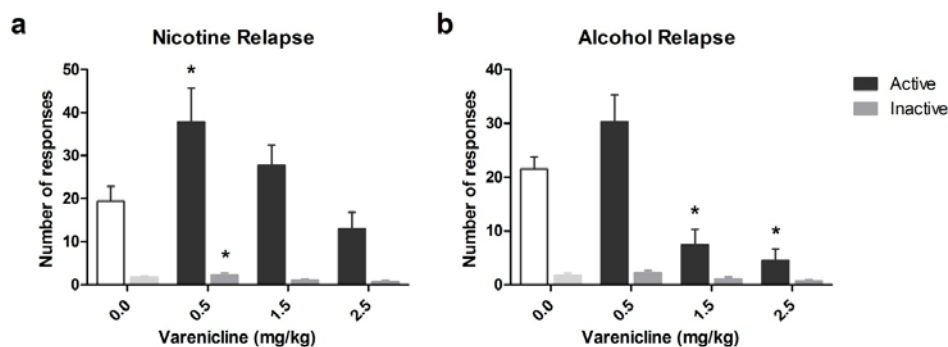 a
Nicotine Relapse
Number of responses
50
40
30
20
10
0
*
*
0.0
0.5
1.5
2.5
Varenicline (mg/kg)
b
Alcohol Relapse
Number of responses
40
30
20
10
0
*
*
0.0
0.5
1.5
2.5
Varenicline (mg/kg)
Active
Inactive